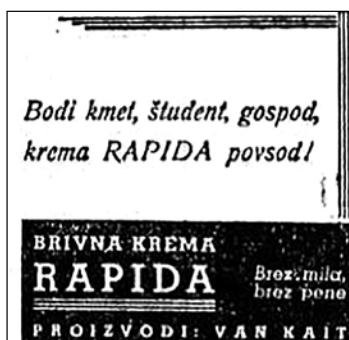 Bodi kmet, študent, gospod,
krema RAPIDA povsod!
BRIVNA KREMA
RAPIDA
Brez mila,
brez pene
PROIZVODI: VAN KAIT